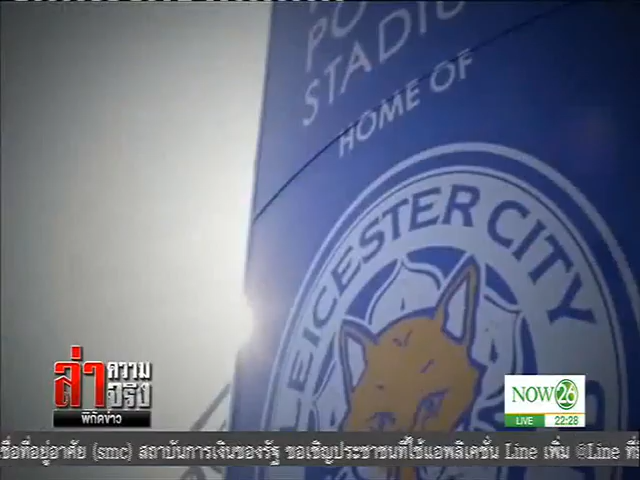 STADIU
HOME OF
LEICESTER CITY
ล่า
ความ
จริง
พิกัดข่าว
NOW26
LIVE 22:28
ชื่อที่อยู่อาศัย (smc) สถาบันการเงินของรัฐ ขอเชิญประชาชนที่ใช้แอพลิเคชั่น Line เพิ่ม @Line ที่